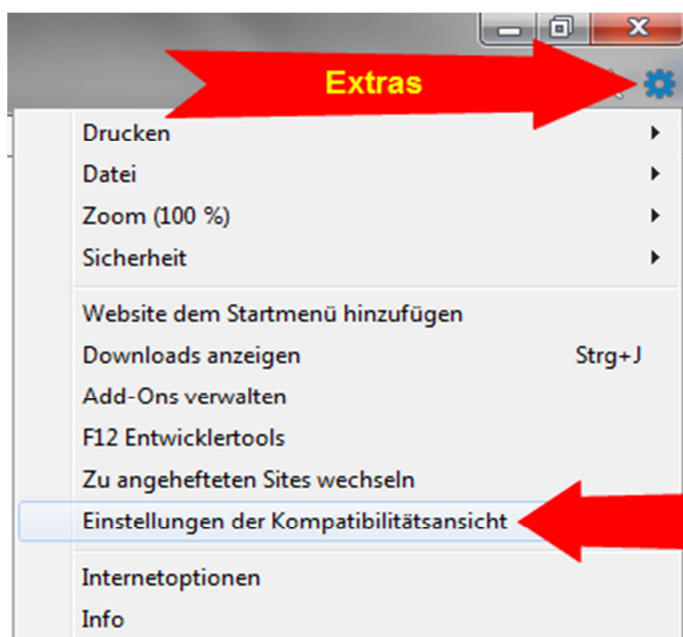 Extras
Drucken
Datei
Zoom (100 %)
Sicherheit
Website dem Startmenü hinzufügen
Downloads anzeigen Strg+J
Add-Ons verwalten
F12 Entwicklertools
Zu angehefteten Sites wechseln
Einstellungen der Kompatibilitätsansicht
Internetoptionen
Info